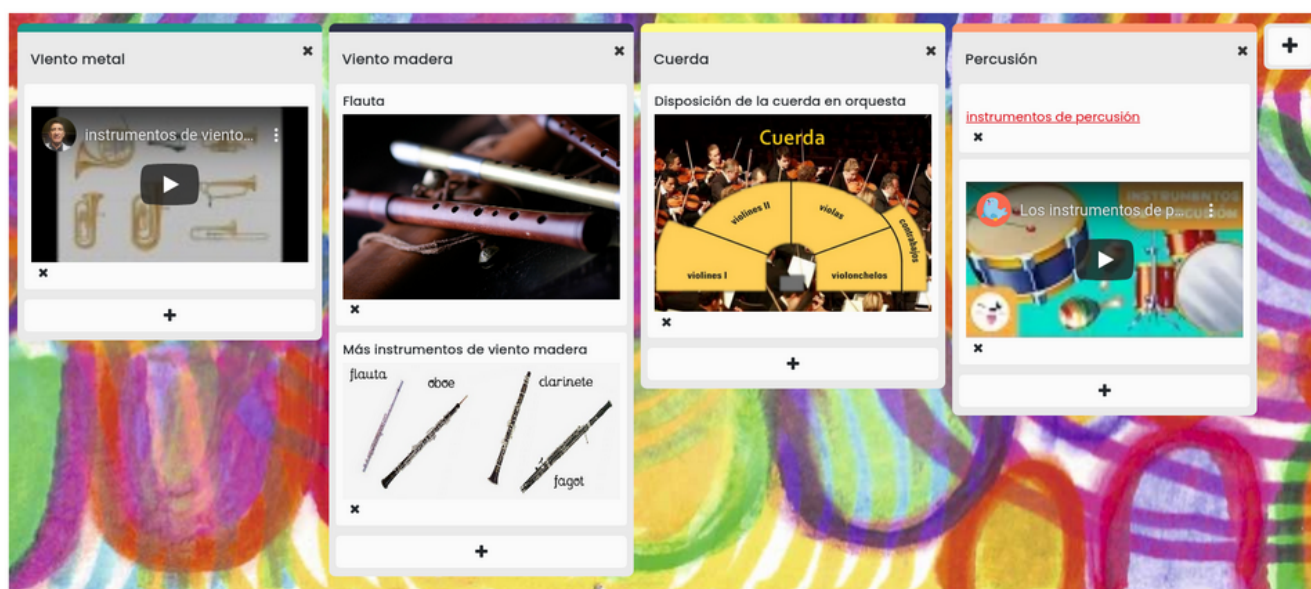 VIento metal
instrumentos de viento...
Viento madera
Flauta
Más instrumentos de viento madera
flauta
oboe
clarinete
fagot
Cuerda
Disposición de la cuerda en orquesta
Cuerda
violines I
violines II
violas
violonchelos
contrabajos
Percusión
instrumentos de percusión
Los instrumentos de p...
INSTRUMENTOS